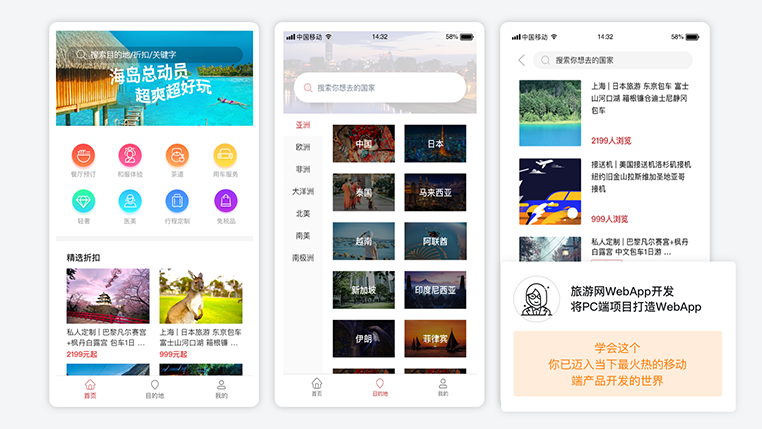 搜索目的地/折扣/关键字
海岛总动员
超爽超好玩
餐厅预订
和服体验
茶道
用车服务
轻奢
医美
行程定制
免税品
精选折扣
私人定制 | 巴黎凡尔赛宫
+枫丹白露宫 包车1日 ...
2199元起
上海 | 日本旅游 东京包车
富士山河口湖 箱根镰 ...
999元起
首页
目的地
我的
中国移动
14:32
58%
搜索你想去的国家
亚洲
欧洲
非洲
大洋洲
北美
南美
南极洲
中国
日本
泰国
马来西亚
越南
阿联酋
新加坡
印度尼西亚
伊朗
菲律宾
首页
目的地
我的
中国移动
14:32
58%
搜索你想去的国家
上海 | 日本旅游 东京包车 富士
山河口湖 箱根镰仓迪士尼静冈
包车
2199人浏览
接送机 | 美国接送机洛杉矶接机
纽约旧金山拉斯维加圣地亚哥
接机
999人浏览
私人定制 | 巴黎凡尔赛宫+枫丹
白露宫 中文包车1日游 ...
旅游网WebApp开发
将PC端项目打造WebApp
学会这个
你已迈入当下最火热的移动
端产品开发的世界